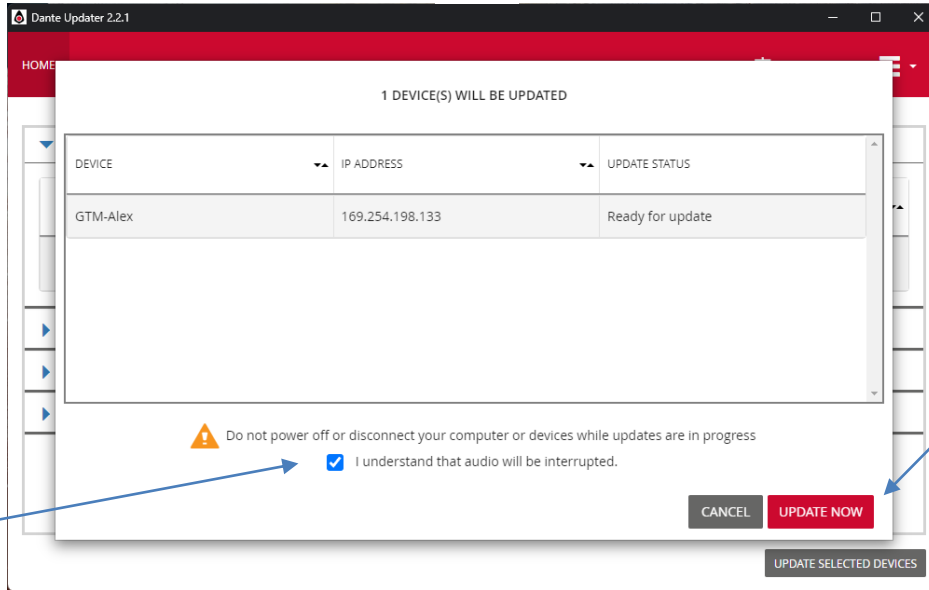 Dante Updater 2.2.1
HOME
1 DEVICE(S) WILL BE UPDATED
DEVICE IP ADDRESS UPDATE STATUS
GTM-Alex 169.254.198.133 Ready for update
Do not power off or disconnect your computer or devices while updates are in progress
I understand that audio will be interrupted.
CANCEL UPDATE NOW
UPDATE SELECTED DEVICES